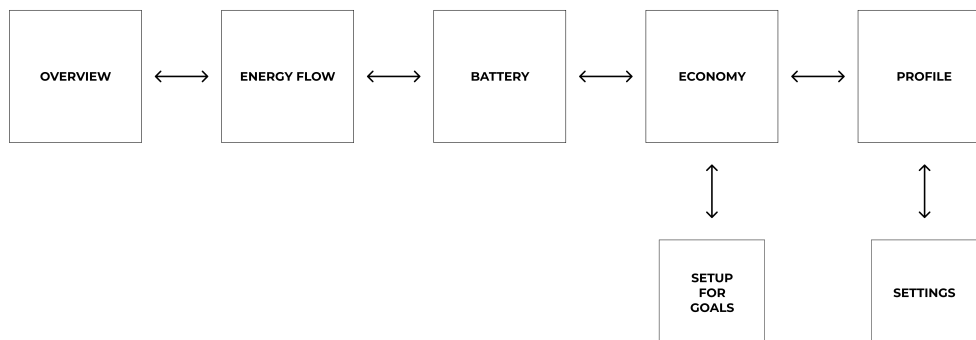 OVERVIEW
ENERGY FLOW
BATTERY
ECONOMY
PROFILE
SETUP
FOR
GOALS
SETTINGS